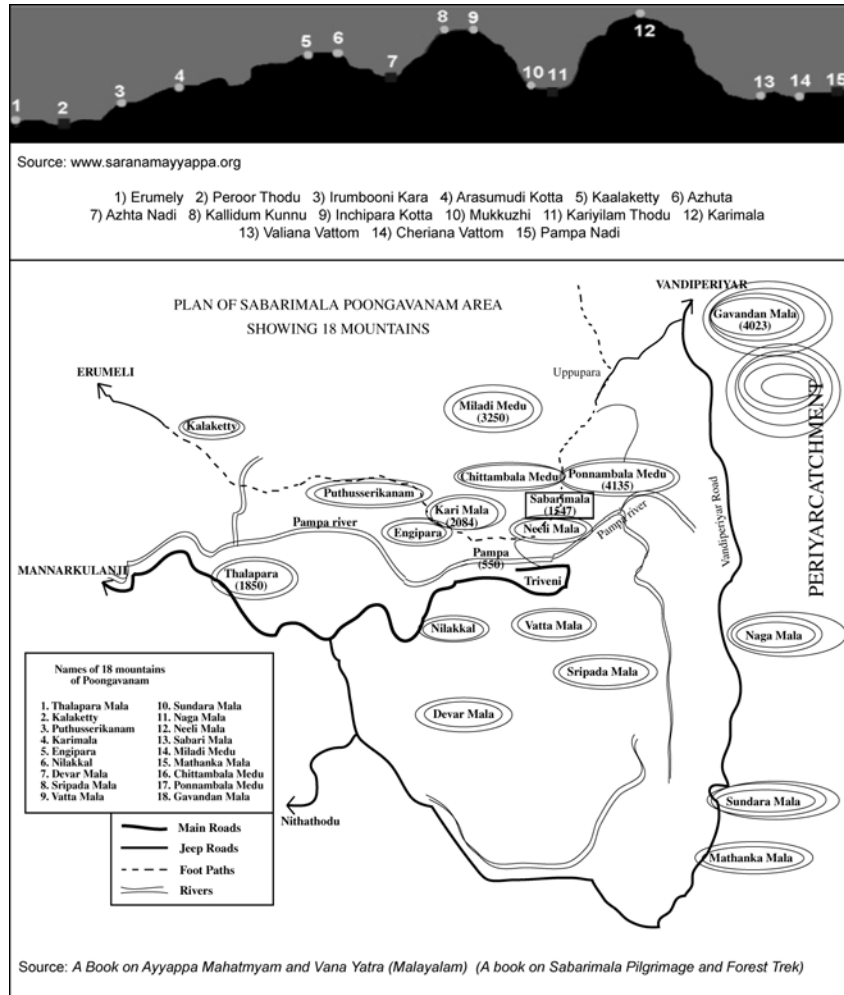 1 2 3 4 5 6 7 8 9 10 11 12 13 14 15
Source: www.saranamayyappa.org
1) Erumely 2) Peroor Thodu 3) Irumbooni Kara 4) Arasumudi Kotta 5) Kaalaketty 6) Azhuta
7) Azhta Nadi 8) Kallidum Kunnu 9) Inchipara Kotta 10) Mukkuzhi 11) Kariyilam Thodu 12) Karimala
13) Valiana Vattom 14) Cheriana Vattom 15) Pampa Nadi
PLAN OF SABARIMALA POONGAVANAM AREA
SHOWING 18 MOUNTAINS
VANDIPERIYAR
Gavandan Mala
(4023)
ERUMELI
Uppupara
Kalaketty
Miladi Medu
(3250)
PERIYARCATCHMENT
Chittambala Medu
Ponnambala Medu
(4135)
Puthusserikanam
Kari Mala
(2084)
Sabarimala
(1547)
Vandiperiyar Road
Pampa river
Engipara
Neeli Mala
Pampa river
MANNARKULANJI
Thalapara
(1850)
Pampa
(550)
Triveni
Nilakkal
Vatta Mala
Naga Mala
Sripada Mala
Devar Mala
Names of 18 mountains
of Poongavanam
1. Thalapara Mala
2. Kalaketty
3. Puthusserikanam
4. Karimala
5. Engipara
6. Nilakkal
7. Devar Mala
8. Sripada Mala
9. Vatta Mala
10. Sundara Mala
11. Naga Mala
12. Neeli Mala
13. Sabari Mala
14. Miladi Medu
15. Mathanka Mala
16. Chittambala Medu
17. Ponnambala Medu
18. Gavandan Mala
Sundara Mala
Nithathodu
Mathanka Mala
Main Roads
Jeep Roads
Foot Paths
Rivers
Source: A Book on Ayyappa Mahatmyam and Vana Yatra (Malayalam) (A book on Sabarimala Pilgrimage and Forest Trek)